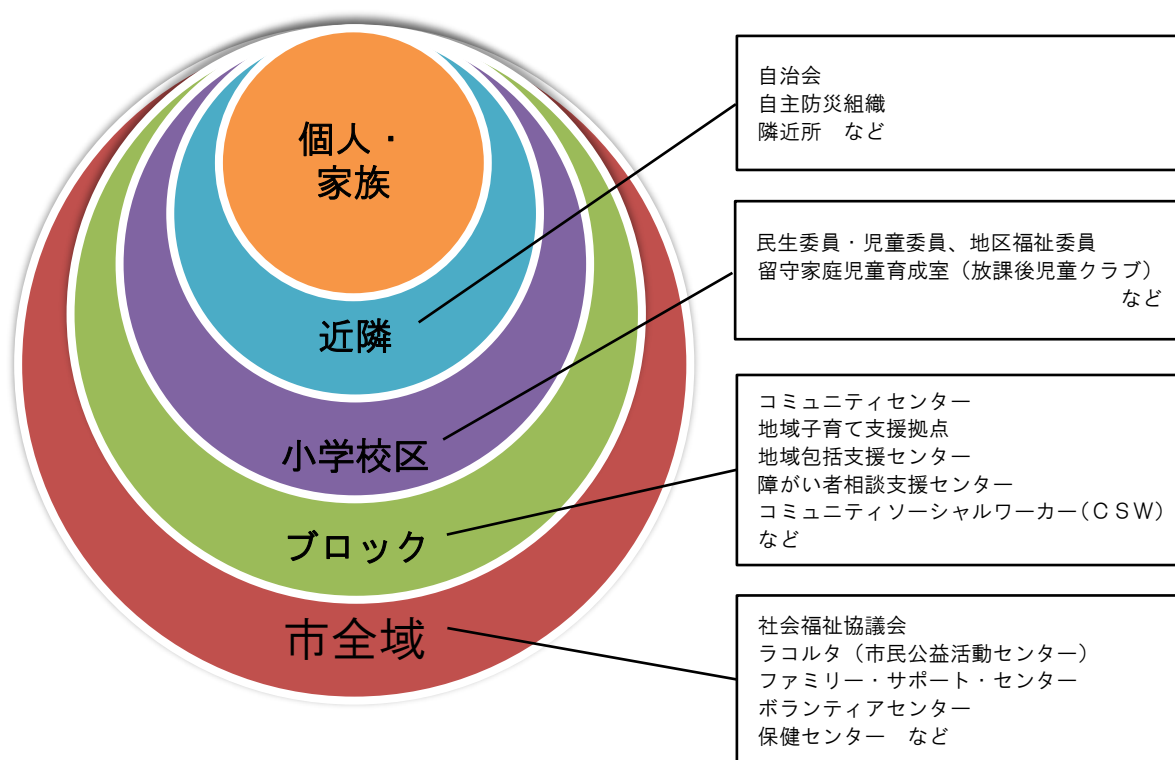 個人・
家族
近隣
小学校区
ブロック
市全域
自治会
自主防災組織
隣近所　など
民生委員・児童委員、地区福祉委員
留守家庭児童育成室（放課後児童クラブ）
など
コミュニティセンター
地域子育て支援拠点
地域包括支援センター
障がい者相談支援センター
コミュニティソーシャルワーカー（ＣＳＷ）
など
社会福祉協議会
ラコルタ（市民公益活動センター）
ファミリー・サポート・センター
ボランティアセンター
保健センター　など